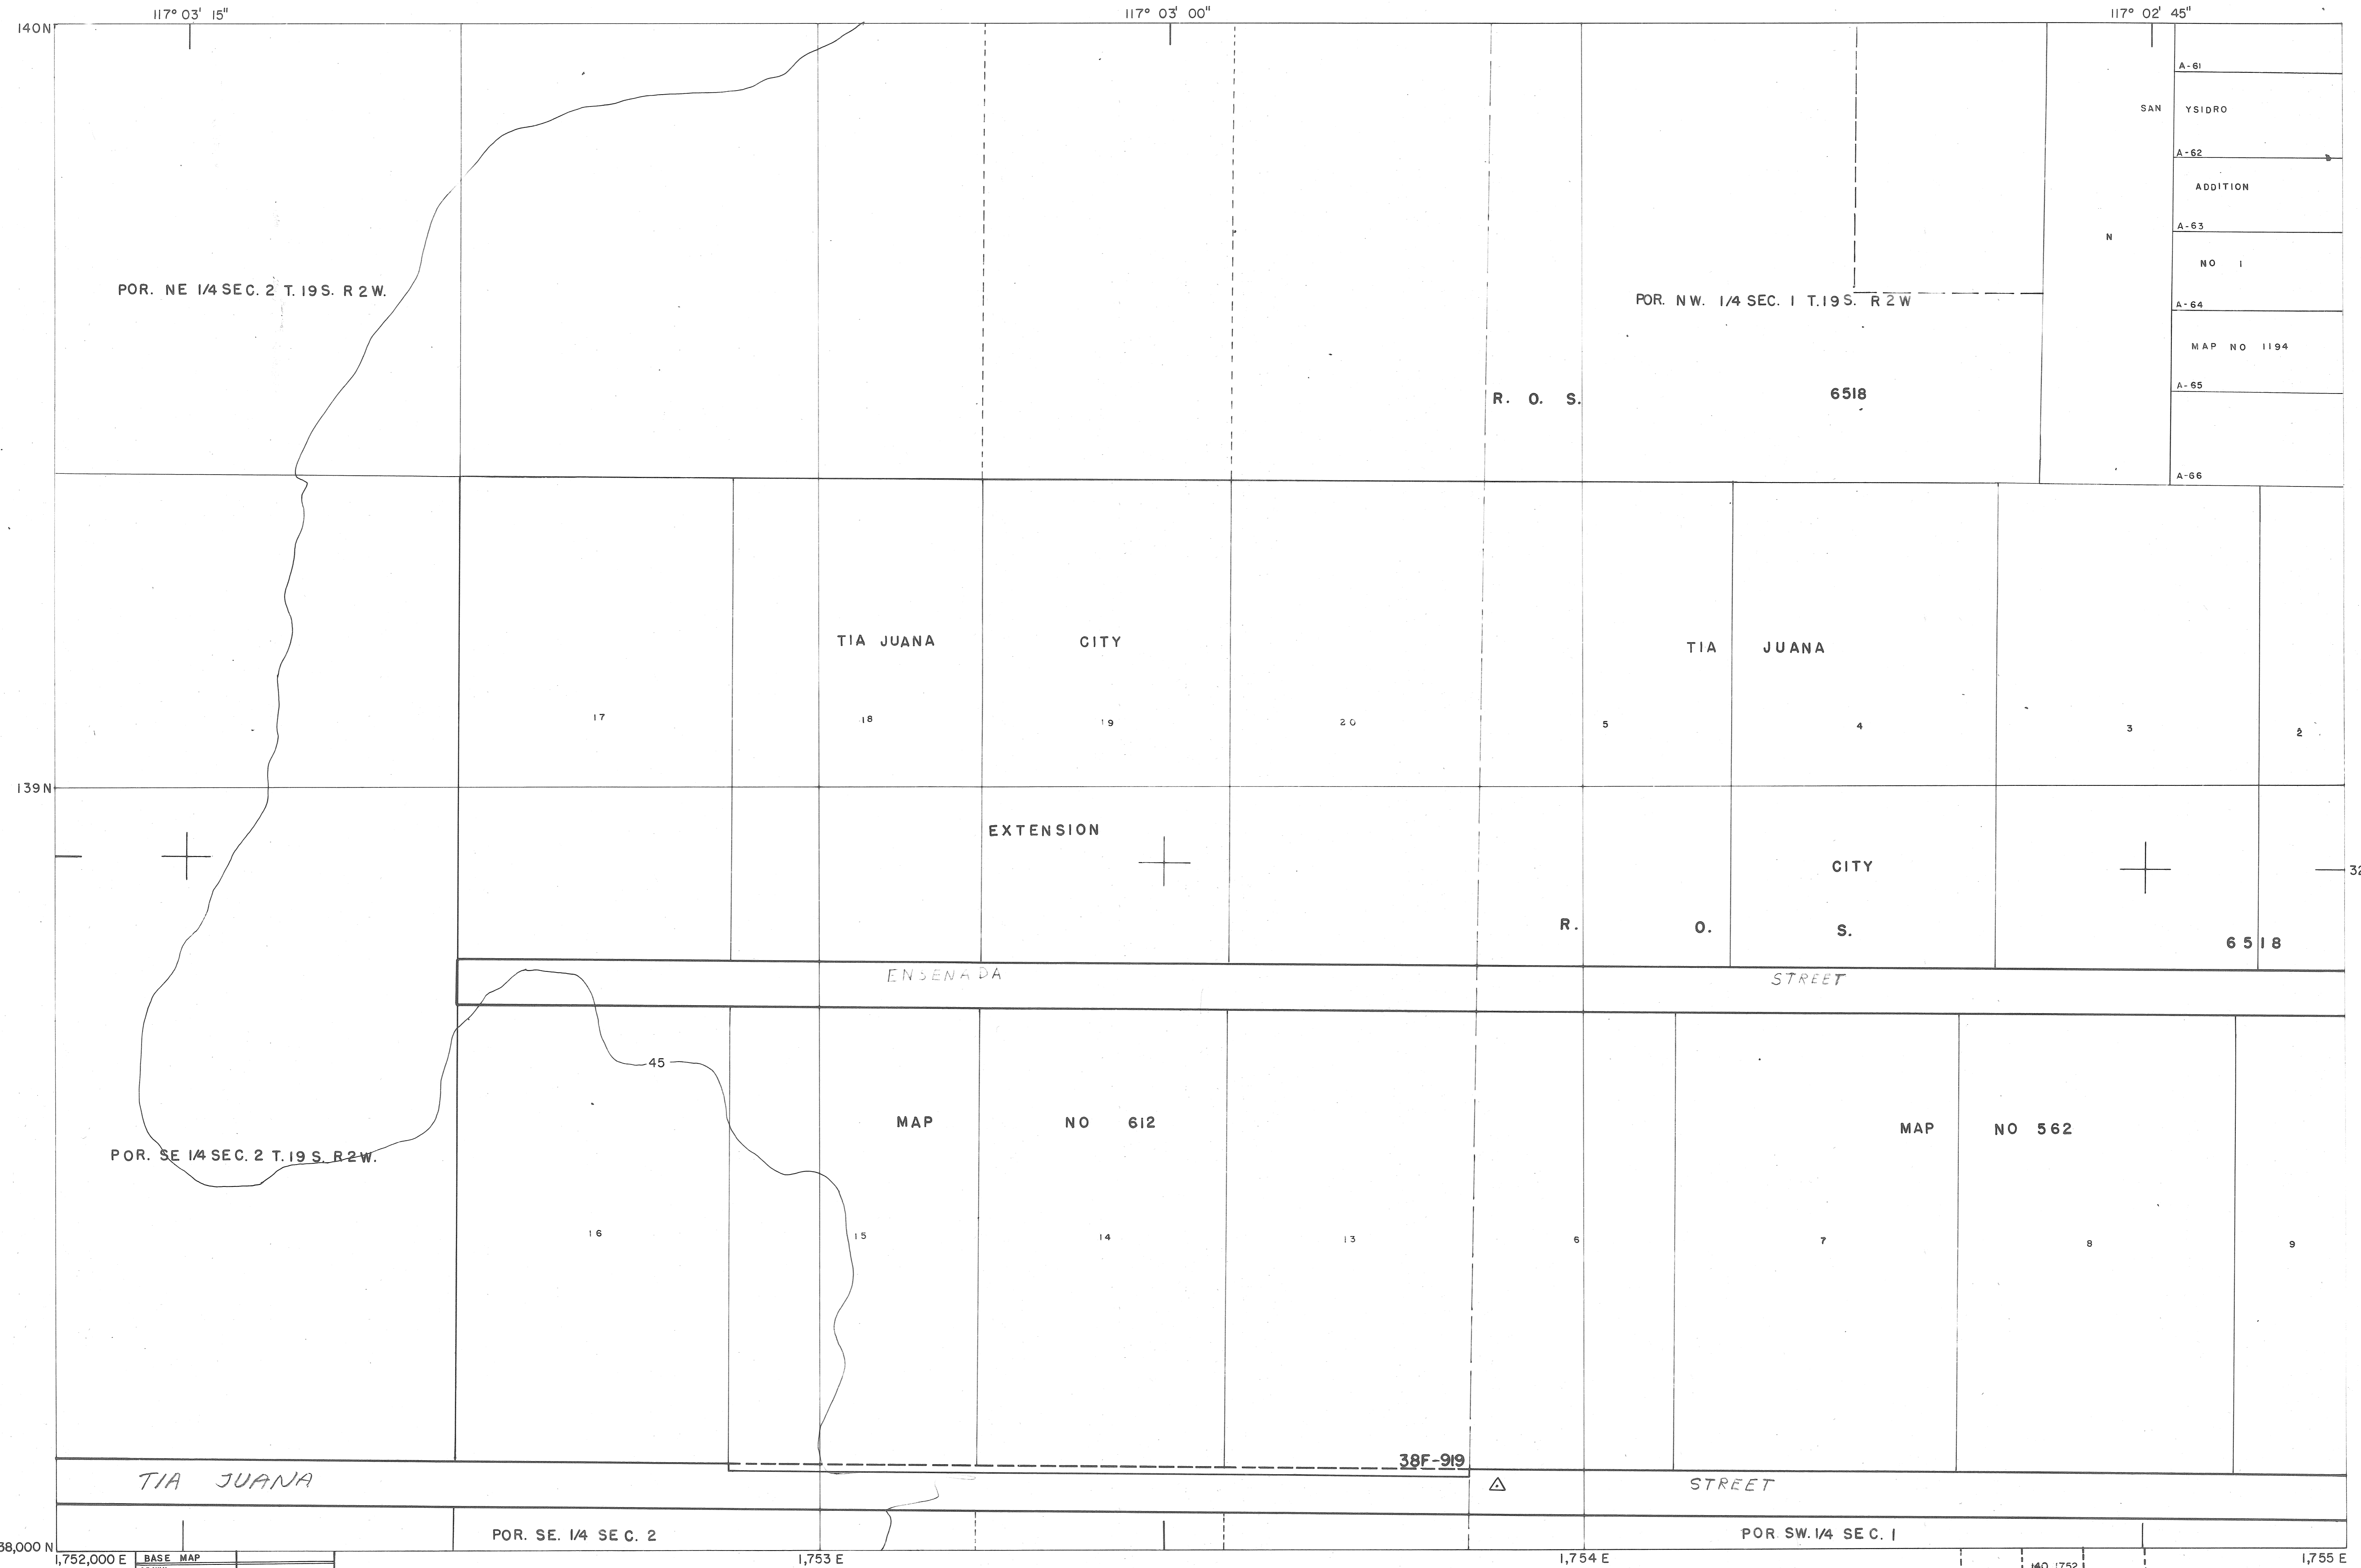 117° 03' 15"
117° 03' 00"
117° 02' 45"
140 N
A-61
SAN YSIDRO
A-62
ADDITION
A-63
N
NO 1
A-64
MAP NO 1194
A-65
A-66
POR. NE 1/4 SEC. 2 T. 19 S. R 2 W.
POR. NW. 1/4 SEC. 1 T. 19 S. R 2 W
R. O. S. 6518
TIA JUANA CITY
TIA JUANA
17
18
19
20
5
4
3
2
139 N
EXTENSION
CITY
32
R. O. S. 6518
ENSENADA STREET
45
MAP NO 612
MAP NO 562
POR. SE 1/4 SEC. 2 T. 19 S. R. 2 W.
16
15
14
13
6
7
8
9
38F-919
TIA JUANA STREET
POR. SE. 1/4 SEC. 2
POR SW. 1/4 SEC. 1
38,000 N
1,752,000 E
BASE MAP
1,753 E
1,754 E
140 1752
1,755 E